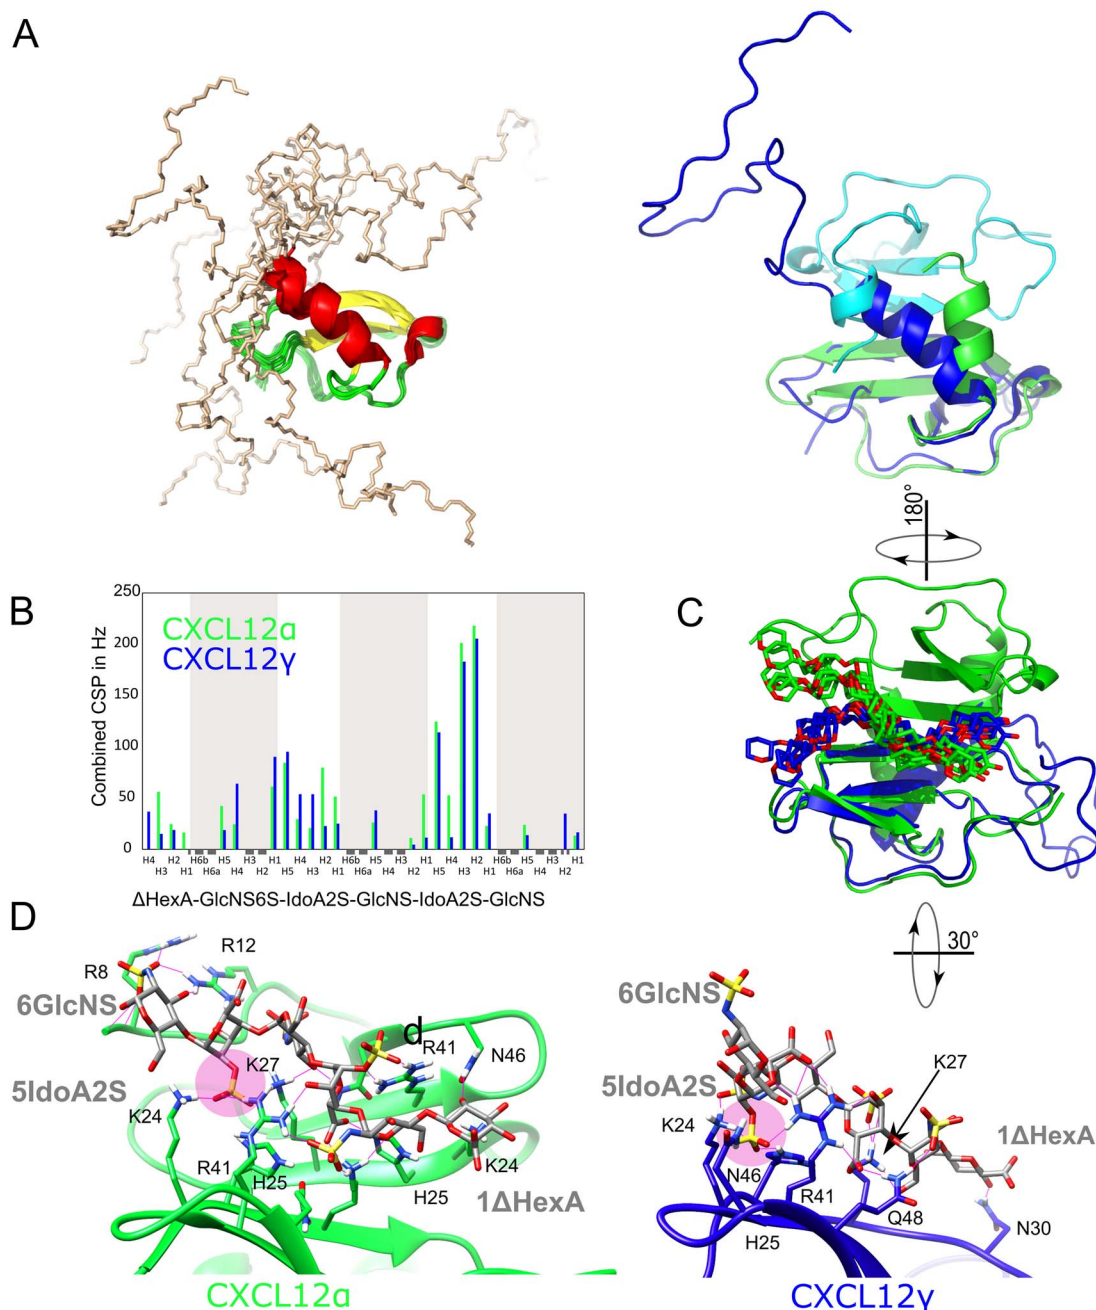 A
180°
B
250
200
150
100
50
0
Combined CSP in Hz
CXCL12α
CXCL12γ
H4 H3 H2 H1 H6b H6a H5 H4 H3 H2 H1 H5 H4 H3 H2 H1 H6b H6a H5 H4 H3 H2 H1 H5 H4 H3 H2 H1 H6b H6a H5 H4 H3 H2 H1
ΔHexA-GlcNS6S-IdoA2S-GlcNS-IdoA2S-GlcNS
C
30°
D
R8
R12
6GlcNS
d
R41
N46
K27
5IdoA2S
K24
R41
H25
H25
K24
1ΔHexA
CXCL12α
6GlcNS
5IdoA2S
K27
K24
1ΔHexA
N46
R41
H25
Q48
N30
CXCL12γ